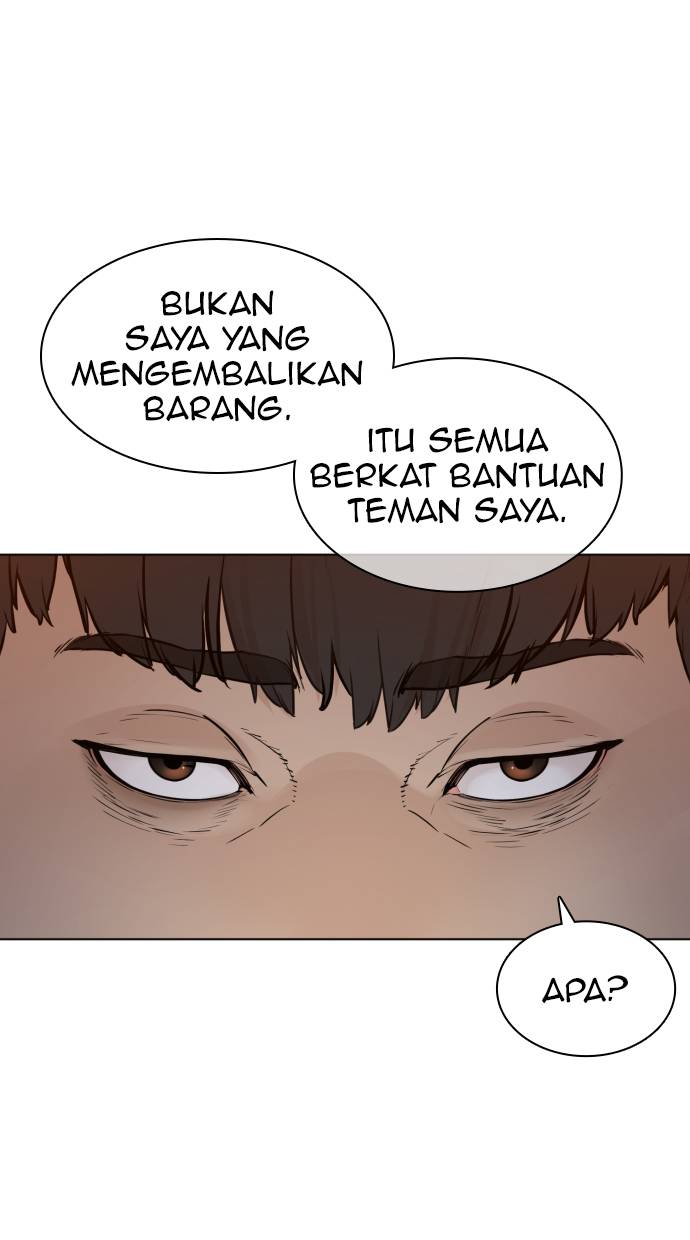 BUKAN
SAYA YANG
MENGEMBALIKAN
BARANG.
ITU SEMUA
BERKAT BANTUAN
TEMAN SAYA.
APA?